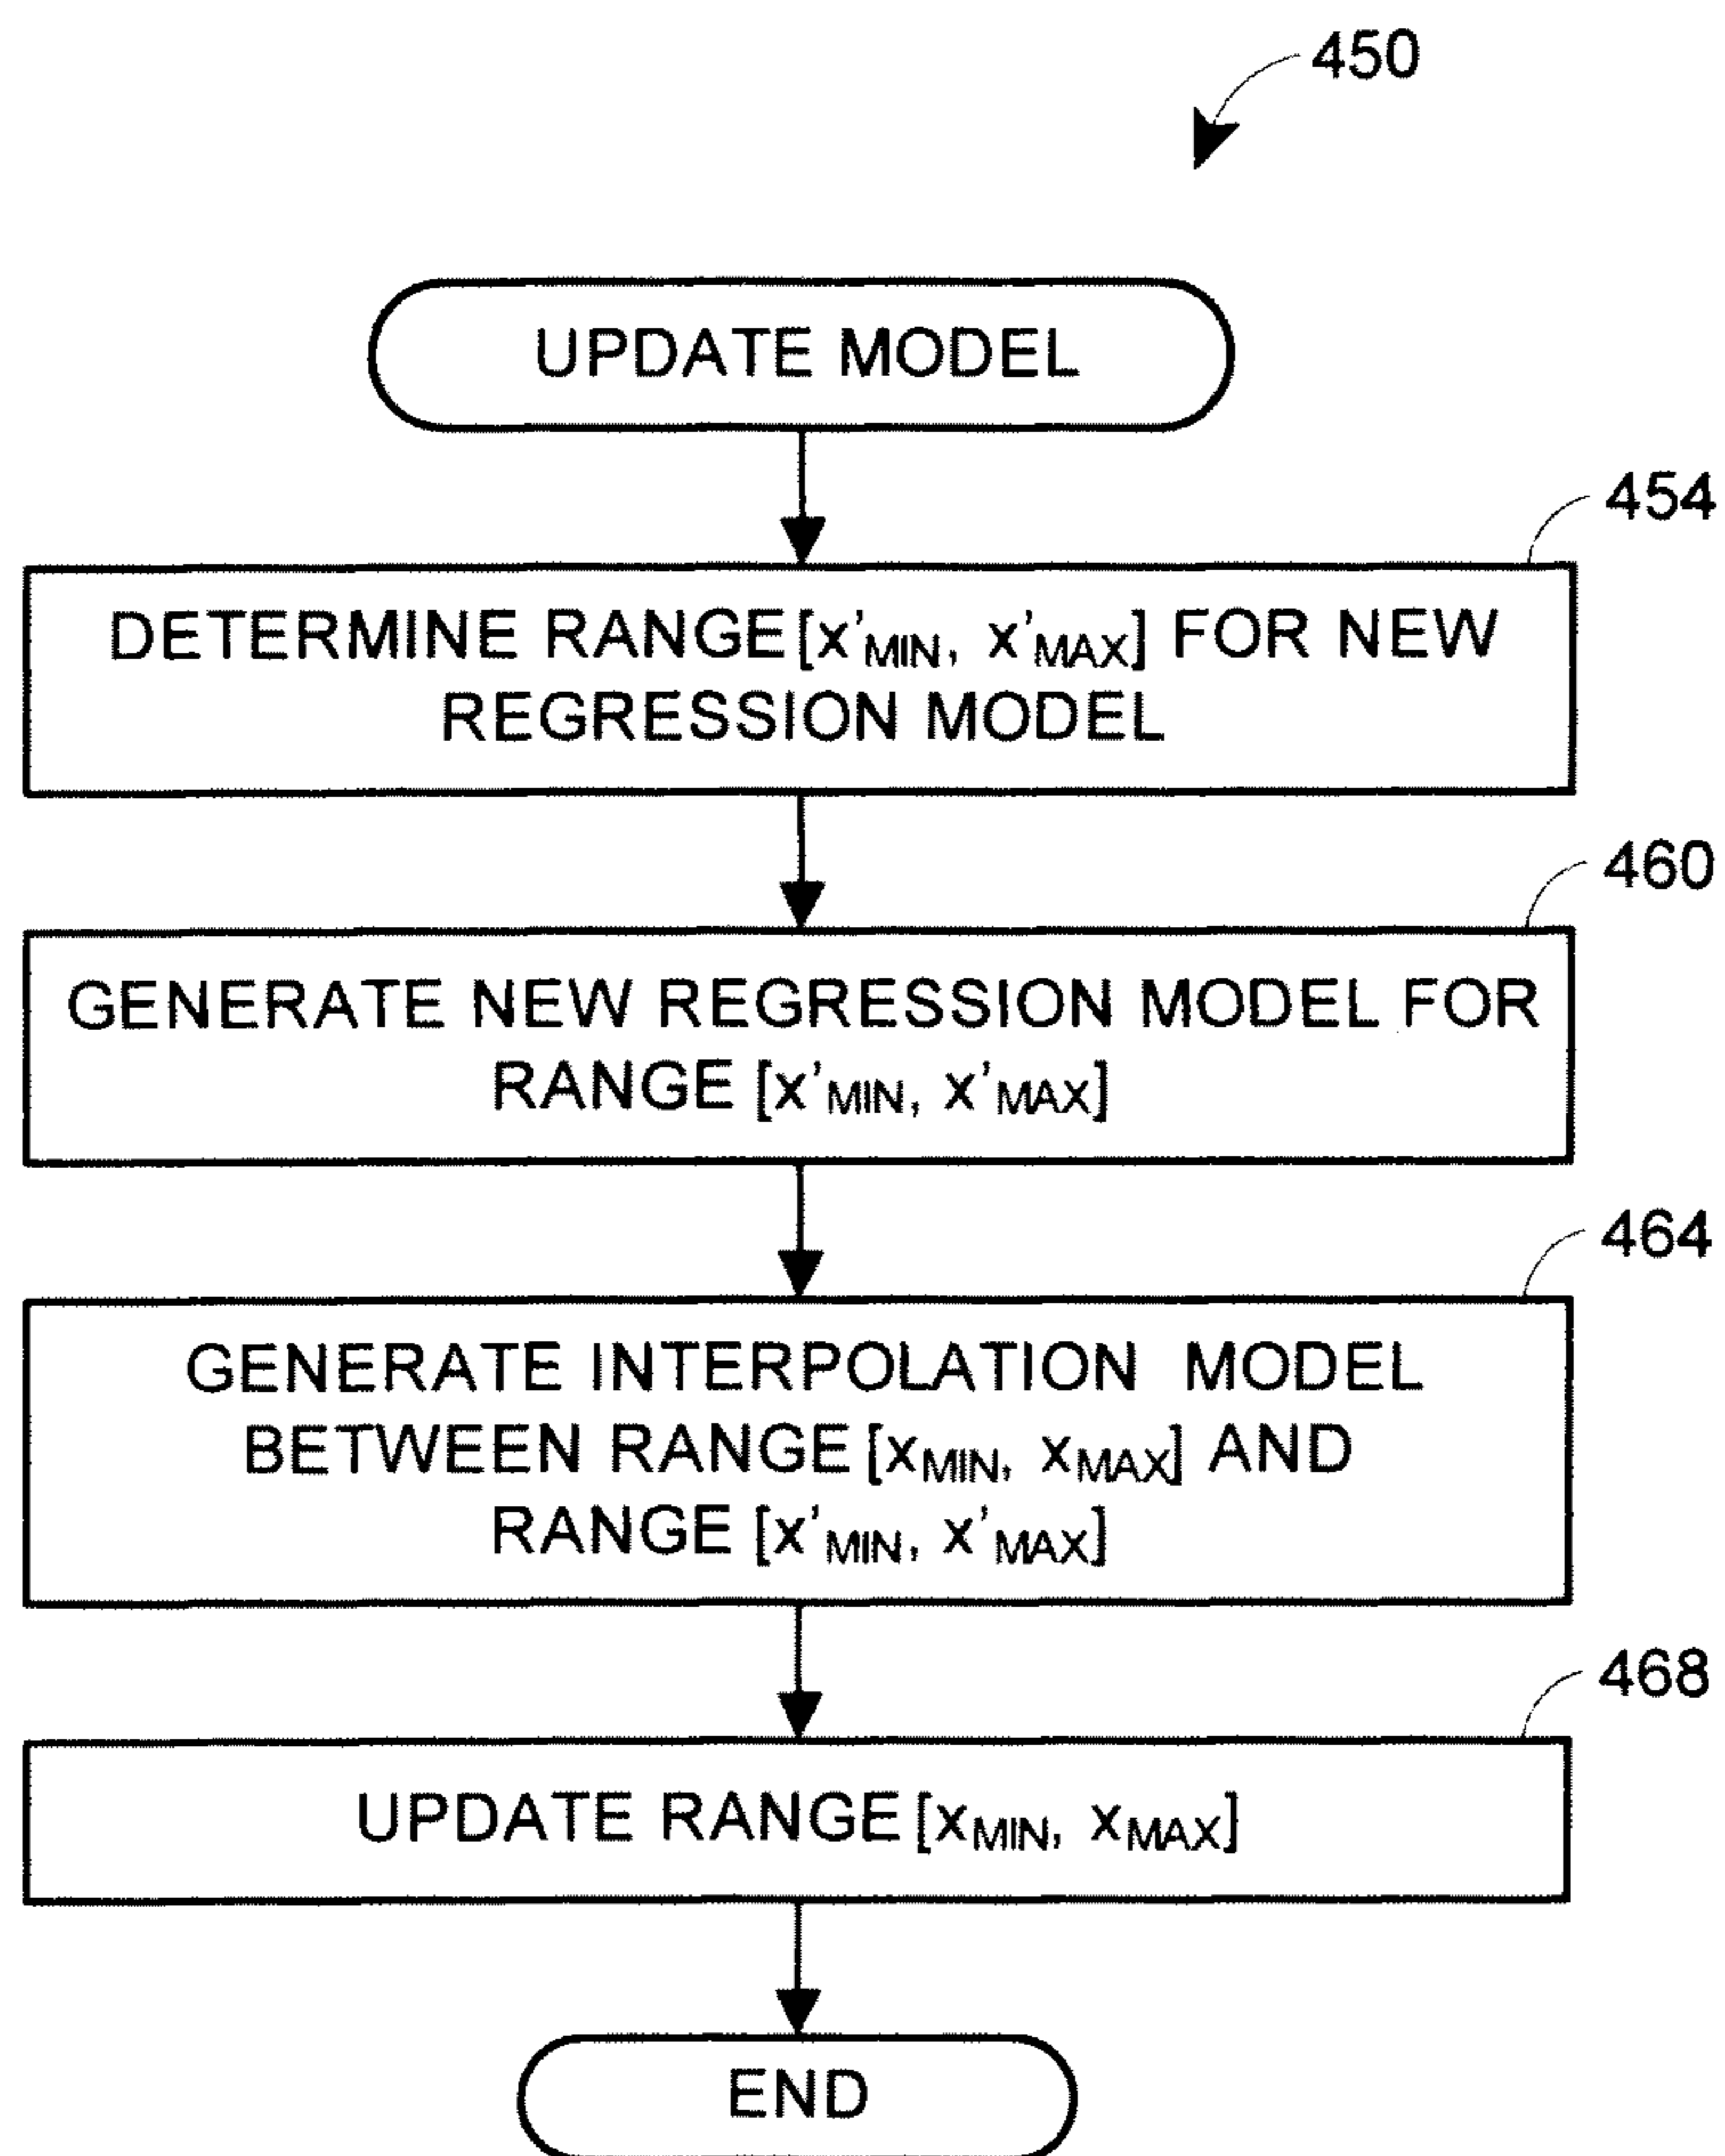 450
UPDATE MODEL
454
DETERMINE RANGE [x'MIN, x'MAX] FOR NEW
REGRESSION MODEL
460
GENERATE NEW REGRESSION MODEL FOR
RANGE [x'MIN, x'MAX]
464
GENERATE INTERPOLATION MODEL
BETWEEN RANGE [xMIN, xMAX] AND
RANGE [x'MIN, x'MAX]
468
UPDATE RANGE [xMIN, xMAX]
END